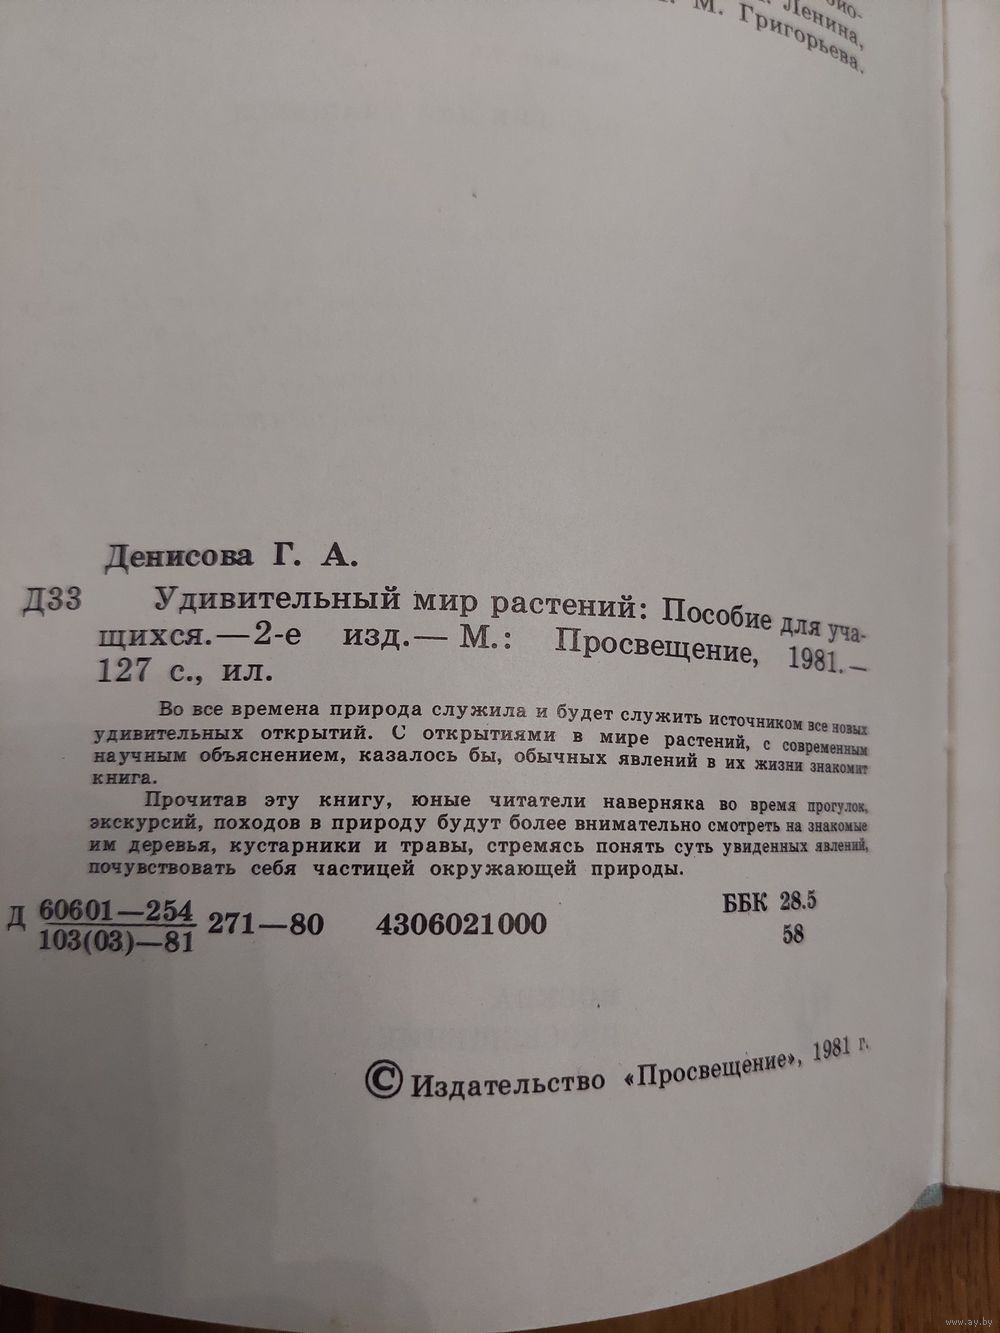 Ленина,
М. Григорьева.
Денисова Г. А.
Д33 Удивительный мир растений: Пособие для уча-
щихся.—2-е изд.— М.: Просвещение, 1981.—
127 с., ил.
Во все времена природа служила и будет служить источником все новых
удивительных открытий. С открытиями в мире растений, с современным
научным объяснением, казалось бы, обычных явлений в их жизни знакомит
книга.
Прочитав эту книгу, юные читатели наверняка во время прогулок,
экскурсий, походов в природу будут более внимательно смотреть на знакомые
им деревья, кустарники и травы, стремясь понять суть увиденных явлений,
почувствовать себя частицей окружающей природы.
Д 60601—254 271—80 4306021000 ББК 28.5
103(03)—81 58
© Издательство «Просвещение», 1981 г.
www.ay.by